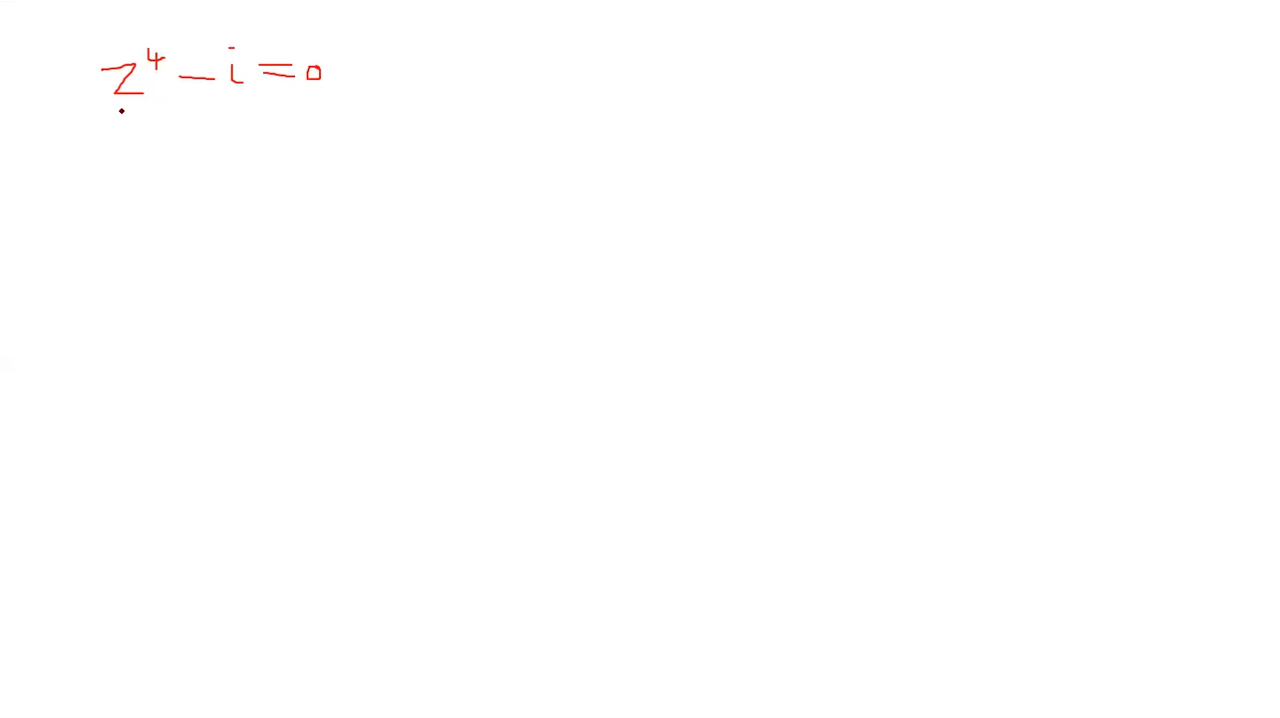 z⁴ – i = 0